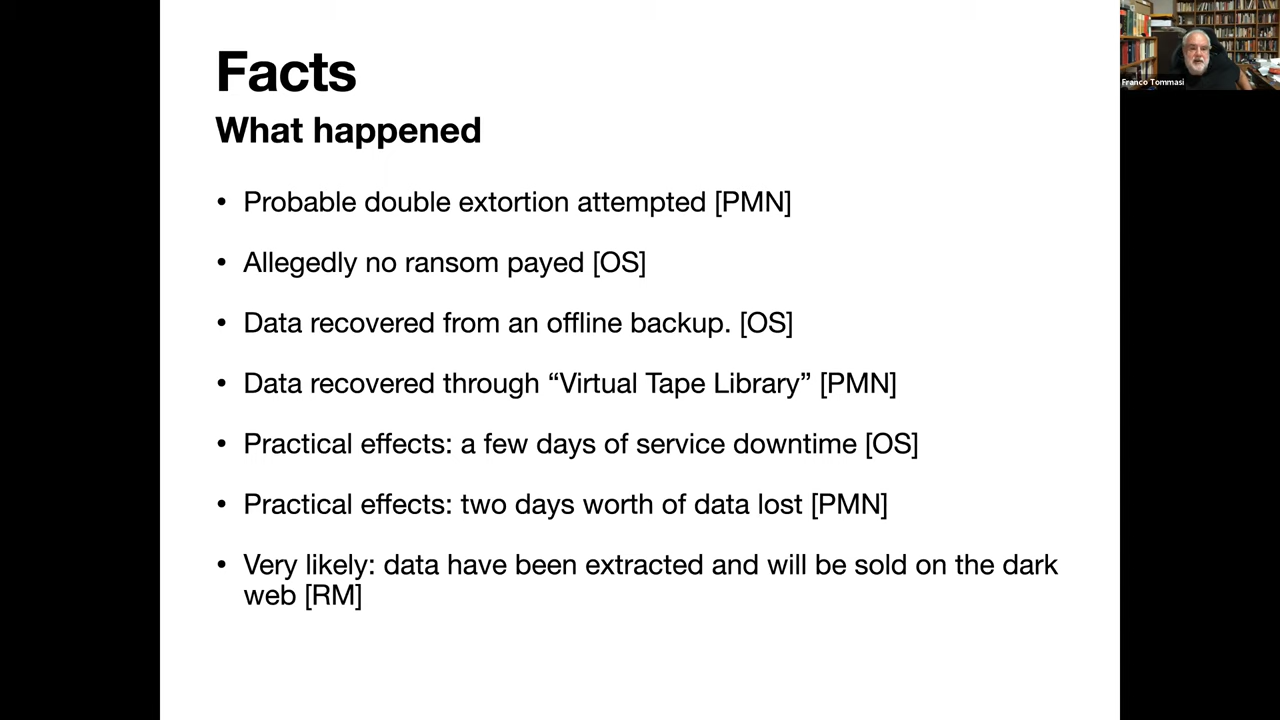 Facts
What happened
• Probable double extortion attempted [PMN]
• Allegedly no ransom payed [OS]
• Data recovered from an offline backup. [OS]
• Data recovered through “Virtual Tape Library” [PMN]
• Practical effects: a few days of service downtime [OS]
• Practical effects: two days worth of data lost [PMN]
• Very likely: data have been extracted and will be sold on the dark
web [RM]
Franco Tommasi